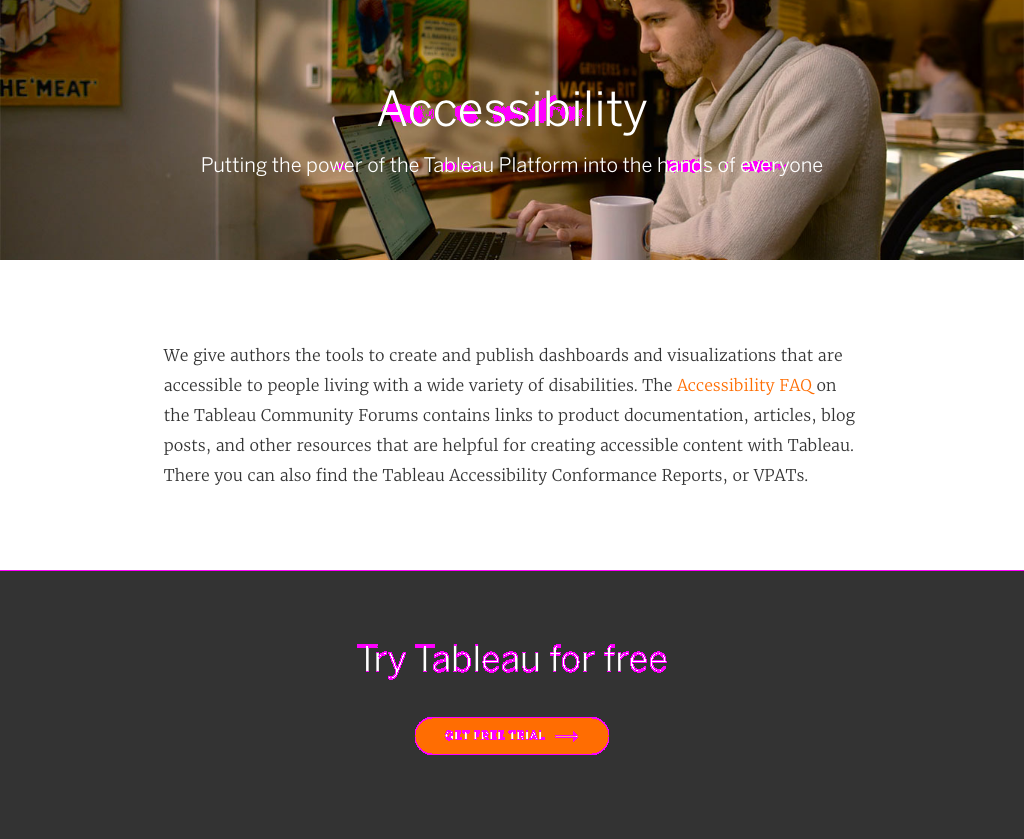 THE "MEAT"
Accessibility
Putting the power of the Tableau Platform into the hands of everyone
We give authors the tools to create and publish dashboards and visualizations that are
accessible to people living with a wide variety of disabilities. The Accessibility FAQ on
the Tableau Community Forums contains links to product documentation, articles, blog
posts, and other resources that are helpful for creating accessible content with Tableau.
There you can also find the Tableau Accessibility Conformance Reports, or VPATs.
Try Tableau for free
GET FREE TRIAL